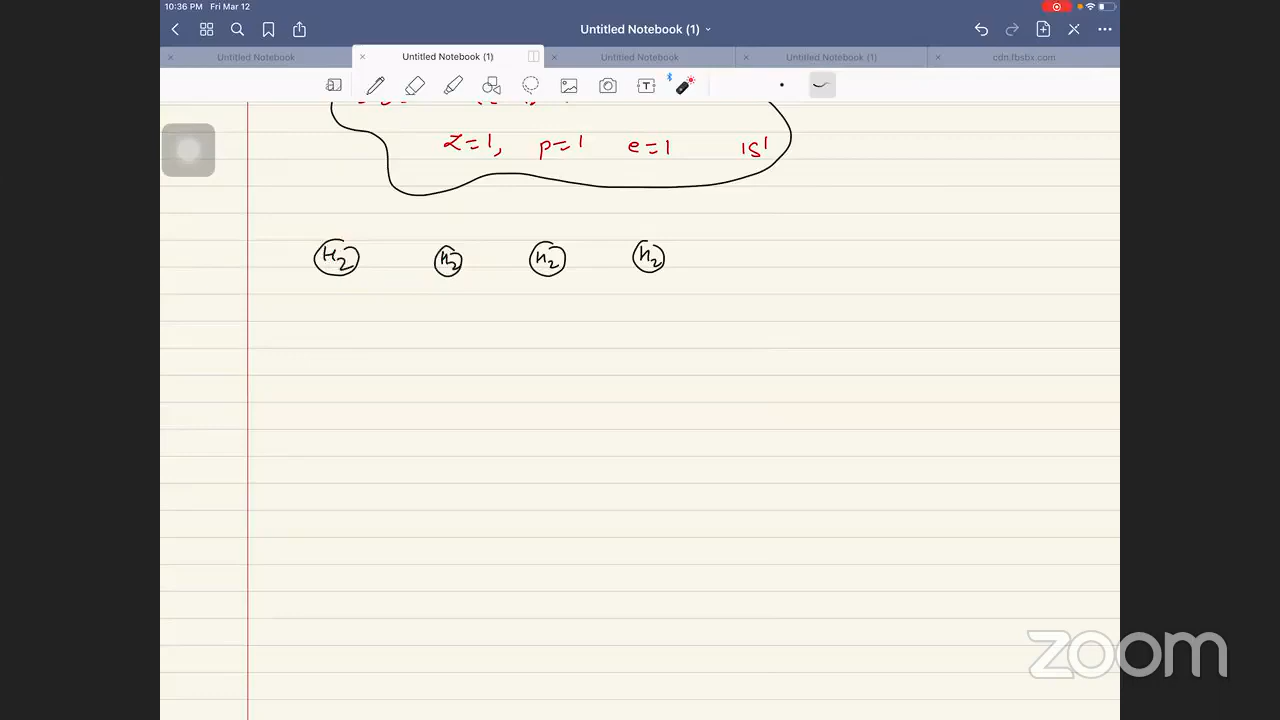 10:36 PM Fri Mar 12
Untitled Notebook (1)
Untitled Notebook
Untitled Notebook (1)
Untitled Notebook
Untitled Notebook (1)
cdn.fbsbx.com
T
Z=1, p=1 e=1 1S¹
H₂ H₂ H₂ H₂
zoom